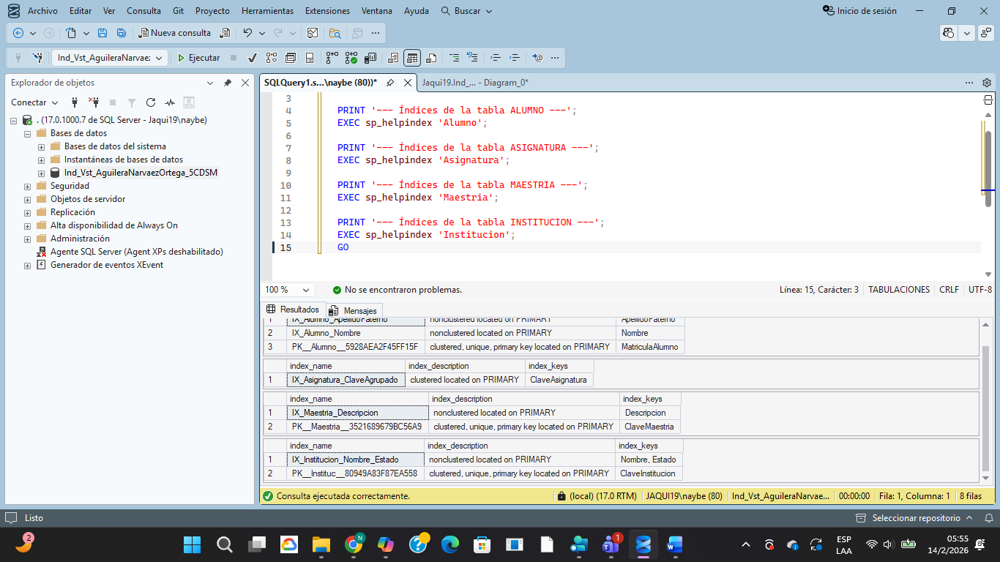 Archivo Editar Ver Consulta Git Proyecto Herramientas Extensiones Ventana Ayuda Buscar Inicio de sesión
Nueva consulta
Ind_Vst_AguileraNarvaez Ejecutar
Explorador de objetos
Conectar
. (17.0.1000.7 de SQL Server - Jaqui19\naybe)
Bases de datos
Bases de datos del sistema
Instantáneas de bases de datos
Ind_Vst_AguileraNarvaezOrtega_5CDSM
Seguridad
Objetos de servidor
Replicación
Alta disponibilidad de Always On
Administración
Agente SQL Server (Agent XPs deshabilitado)
Generador de eventos XEvent
SQLQuery1.s...\naybe (80))* Jaqui19.Ind_... - Diagram_0*
3
4 PRINT '--- Índices de la tabla ALUMNO ---';
5 EXEC sp_helpindex 'Alumno';
6
7 PRINT '--- Índices de la tabla ASIGNATURA ---';
8 EXEC sp_helpindex 'Asignatura';
9
10 PRINT '--- Índices de la tabla MAESTRIA ---';
11 EXEC sp_helpindex 'Maestria';
12
13 PRINT '--- Índices de la tabla INSTITUCION ---';
14 EXEC sp_helpindex 'Institucion';
15 GO
100 % No se encontraron problemas. Línea: 15, Carácter: 3 TABULACIONES CRLF UTF-8
Resultados Mensajes
1 IX_Alumno_ApellidoPaterno nonclustered located on PRIMARY ApellidoPaterno
2 IX_Alumno_Nombre nonclustered located on PRIMARY Nombre
3 PK__Alumno__5928AEA2F45FF15F clustered, unique, primary key located on PRIMARY MatriculaAlumno
index_name index_description index_keys
1 IX_Asignatura_ClaveAgrupado clustered located on PRIMARY ClaveAsignatura
index_name index_description index_keys
1 IX_Maestria_Descripcion nonclustered located on PRIMARY Descripcion
2 PK__Maestria__3521689679BC56A9 clustered, unique, primary key located on PRIMARY ClaveMaestria
index_name index_description index_keys
1 IX_Institucion_Nombre_Estado nonclustered located on PRIMARY Nombre, Estado
2 PK__Instituc__80949A83F87EA558 clustered, unique, primary key located on PRIMARY ClaveInstitucion
Consulta ejecutada correctamente. (local) (17.0 RTM) JAQUI19\naybe (80) Ind_Vst_AguileraNarvae... 00:00:00 Fila: 1, Columna: 1 8 filas
Listo Seleccionar repositorio
2 N 1 ESP 05:55
LAA 14/2/2026